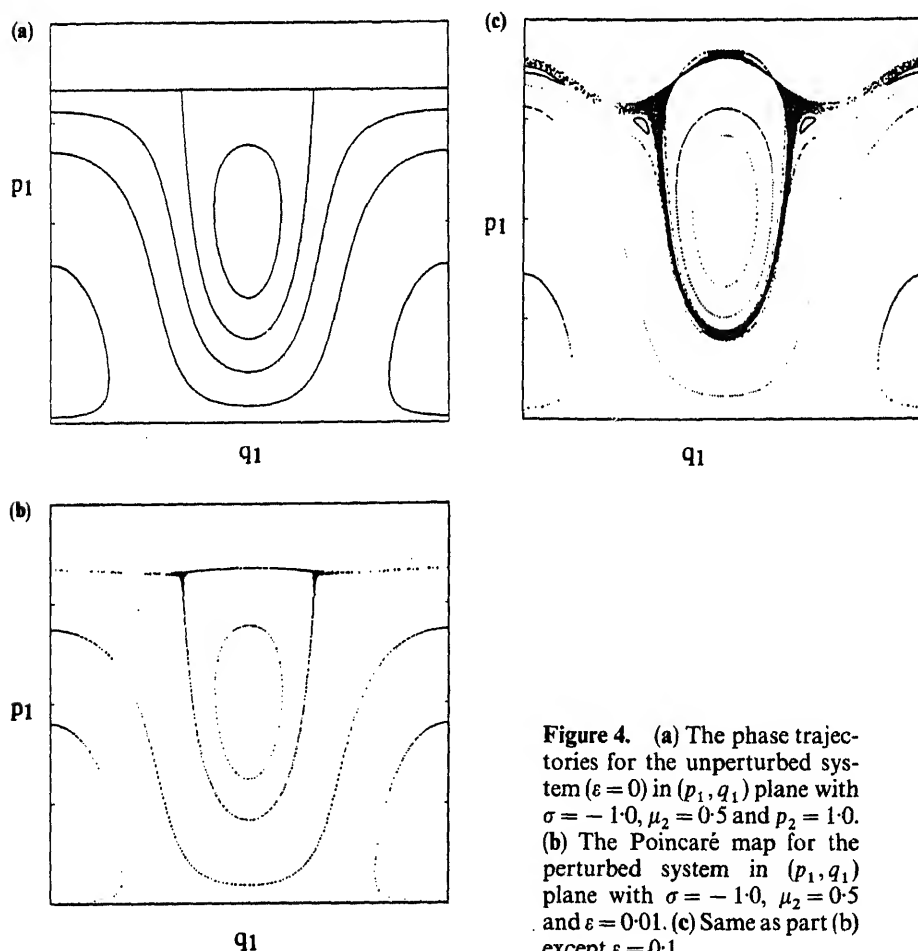 (a)
p1
q1
(c)
p1
q1
(b)
p1
q1
Figure 4. (a) The phase trajec-
tories for the unperturbed sys-
tem (ε = 0) in (p₁, q₁) plane with
σ = − 1·0, μ₂ = 0·5 and p₂ = 1·0.
(b) The Poincaré map for the
perturbed system in (p₁, q₁)
plane with σ = − 1·0, μ₂ = 0·5
and ε = 0·01. (c) Same as part (b)
except ε = 0·1